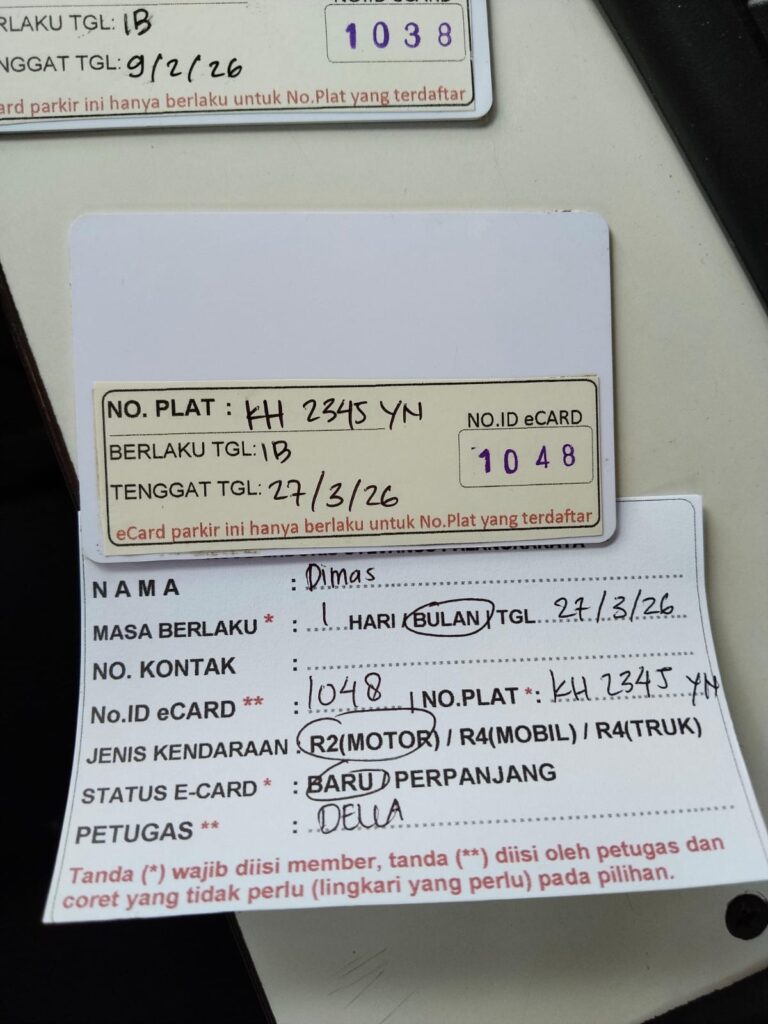 RLAKU TGL: 1B
NGGAT TGL: 9/2/26
1038
ard parkir ini hanya berlaku untuk No.Plat yang terdaftar
NO. PLAT : KH 2345 YN
NO.ID eCARD
BERLAKU TGL: 1B
1048
TENGGAT TGL: 27/3/26
eCard parkir ini hanya berlaku untuk No.Plat yang terdaftar
NAMA : Dimas
MASA BERLAKU * : 1 HARI / BULAN / TGL 27/3/26
NO. KONTAK :
No.ID eCARD ** : 1048 | NO.PLAT *: KH 2345 YN
JENIS KENDARAAN : R2(MOTOR) / R4(MOBIL) / R4(TRUK)
STATUS E-CARD * : BARU / PERPANJANG
PETUGAS ** : DELLA
Tanda (*) wajib diisi member, tanda (**) diisi oleh petugas dan
coret yang tidak perlu (lingkari yang perlu) pada pilihan.